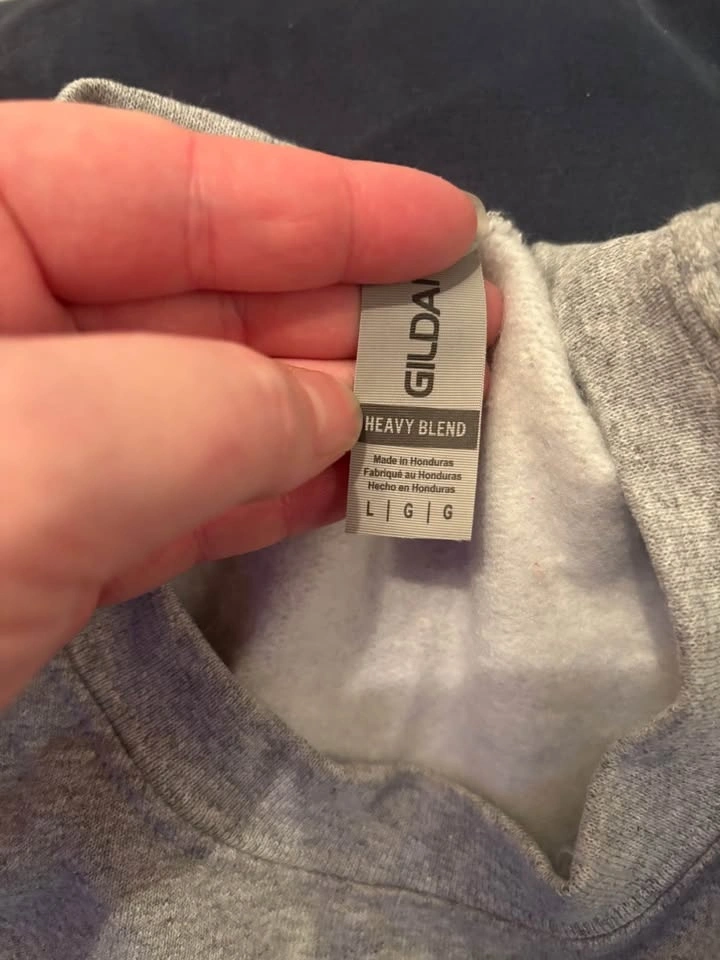 GILDA
HEAVY BLEND
Made in Honduras
Fabriqué au Honduras
Hecho en Honduras
L | G | G